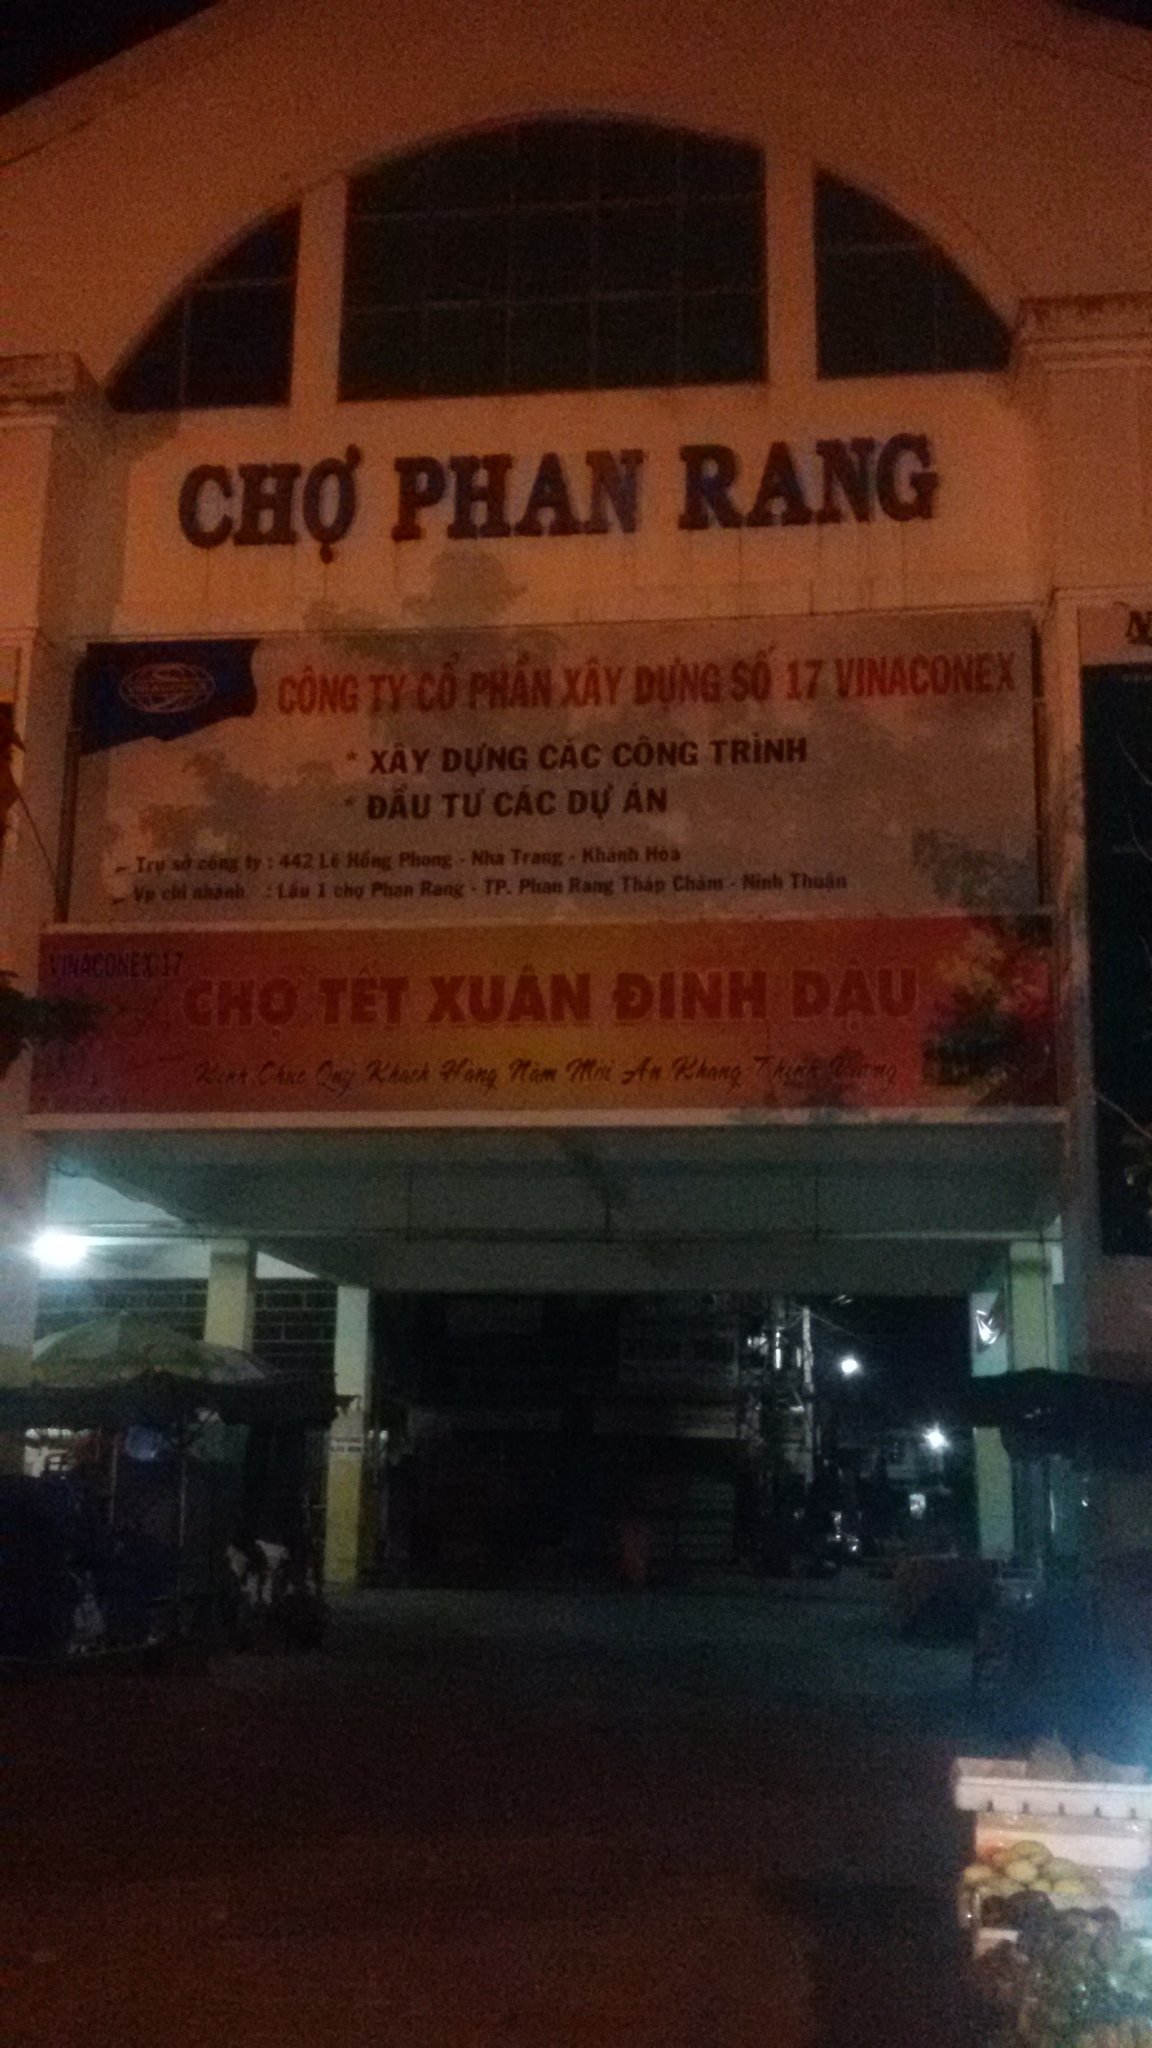 CHỢ PHAN RANG
CÔNG TY CỔ PHẦN XÂY DỰNG SỐ 17 VINACONEX
* XÂY DỰNG CÁC CÔNG TRÌNH
* ĐẦU TƯ CÁC DỰ ÁN
- Trụ sở công ty : 442 Lê Hồng Phong - Nha Trang - Khánh Hòa
- Vp chi nhánh : Lầu 1 chợ Phan Rang - TP. Phan Rang Tháp Chàm - Ninh Thuận
VINACONEX 17
CHỢ TẾT XUÂN ĐINH DẬU
Kính Chúc Quý Khách Hàng Năm Mới An Khang Thịnh Vượng